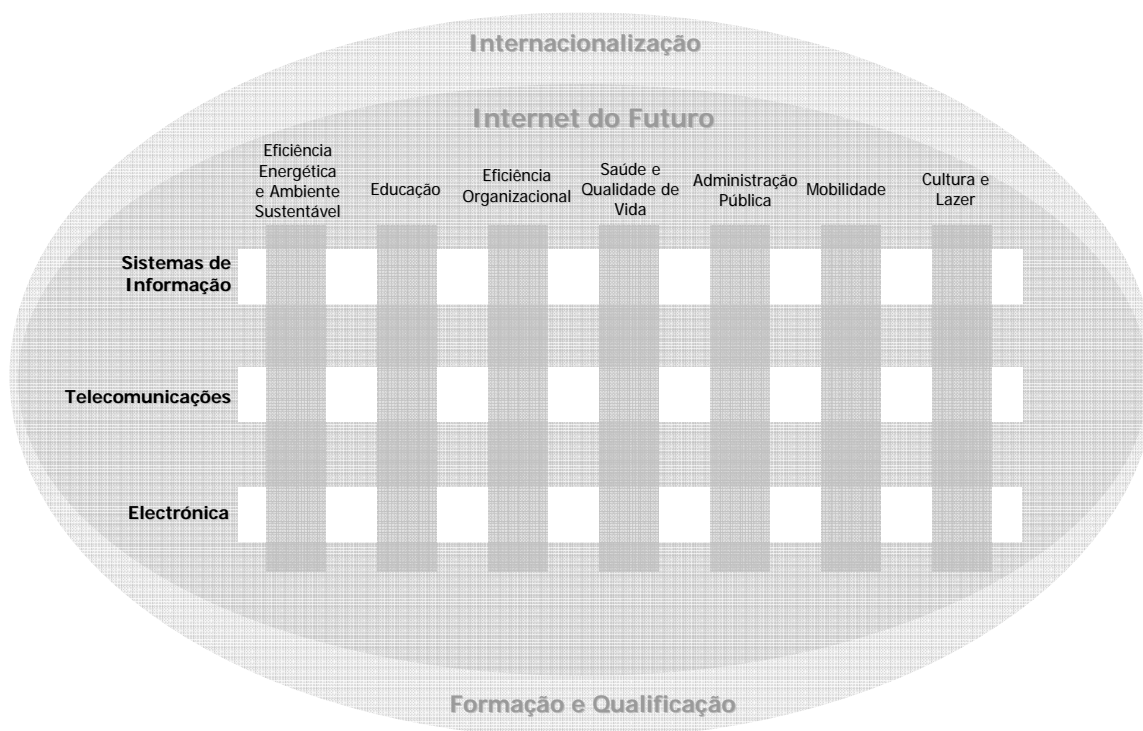 Internacionalização
Internet do Futuro
Eficiência
Energética
e Ambiente
Sustentável
Educação
Eficiência
Organizacional
Saúde e
Qualidade de
Vida
Administração
Pública
Mobilidade
Cultura e
Lazer
Sistemas de
Informação
Telecomunicações
Electrónica
Formação e Qualificação